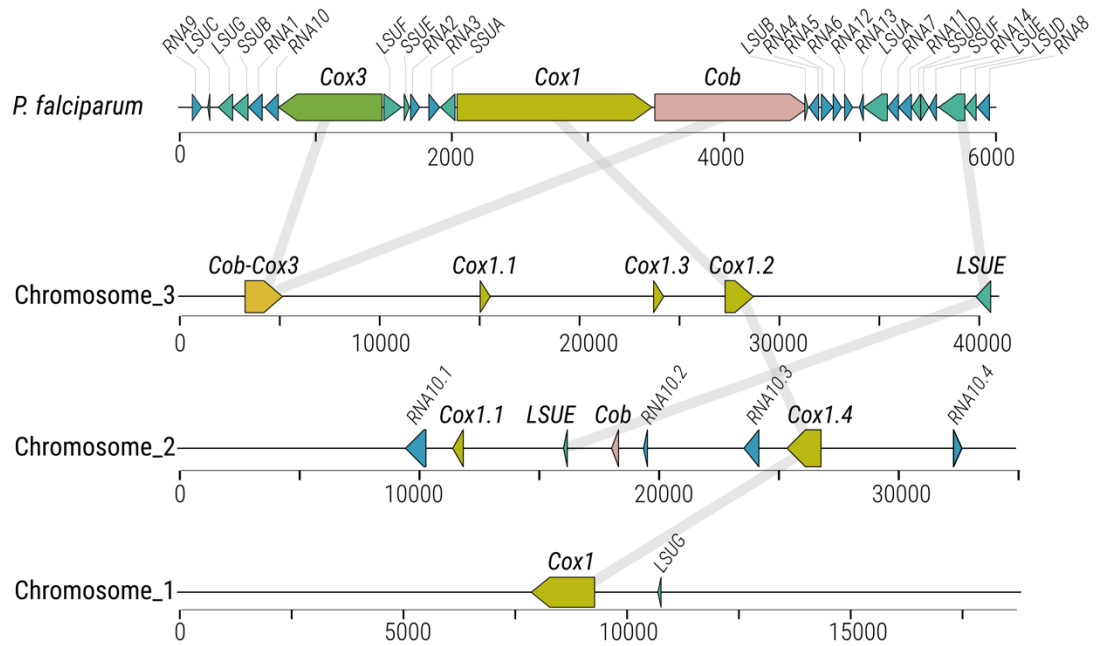 RNA9 LSUC LSUG SSUB RNA1 RNA10 LSUF SSUE RNA2 RNA3 SSUA LSUB RNA4 RNA5 RNA6 RNA12 RNA13 LSUA RNA7 RNA11 SSUD SSUF RNA14 LSUE LSUD RNA8
Cox3 Cox1 Cob
P. falciparum
0 2000 4000 6000
Cob-Cox3 Cox1.1 Cox1.3 Cox1.2 LSUE
Chromosome_3
0 10000 20000 30000 40000
RNA10.1 Cox1.1 LSUE Cob RNA10.2 RNA10.3 Cox1.4 RNA10.4
Chromosome_2
0 10000 20000 30000
Cox1 LSUG
Chromosome_1
0 5000 10000 15000